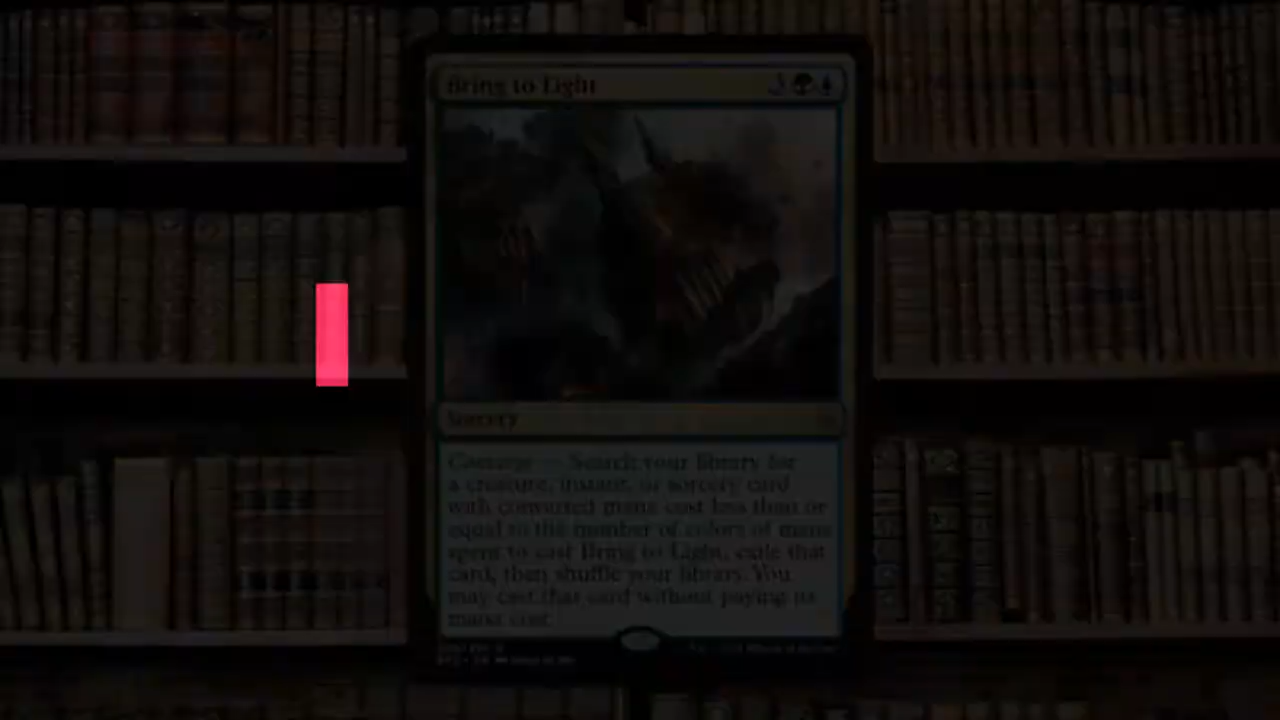 Bring to Light
Sorcery
Converge — Search your library for
a creature, instant, or sorcery card
with converted mana cost less than or
equal to the number of colors of mana
spent to cast Bring to Light, exile that
card, then shuffle your library. You
may cast that card without paying its
mana cost.